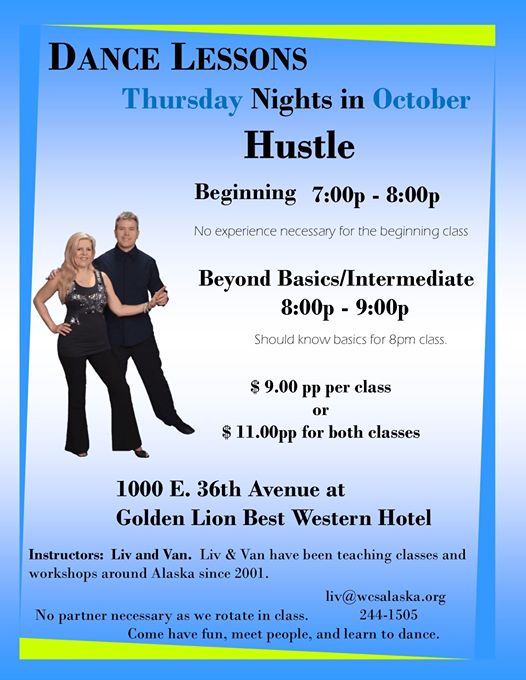 DANCE LESSONS
Thursday Nights in October
Hustle
Beginning 7:00p - 8:00p
No experience necessary for the beginning class
Beyond Basics/Intermediate
8:00p - 9:00p
Should know basics for 8pm class.
$ 9.00 pp per class
or
$ 11.00pp for both classes
1000 E. 36th Avenue at
Golden Lion Best Western Hotel
Instructors: Liv and Van. Liv & Van have been teaching classes and
workshops around Alaska since 2001.
liv@wcsalaska.org
No partner necessary as we rotate in class. 244-1505
Come have fun, meet people, and learn to dance.